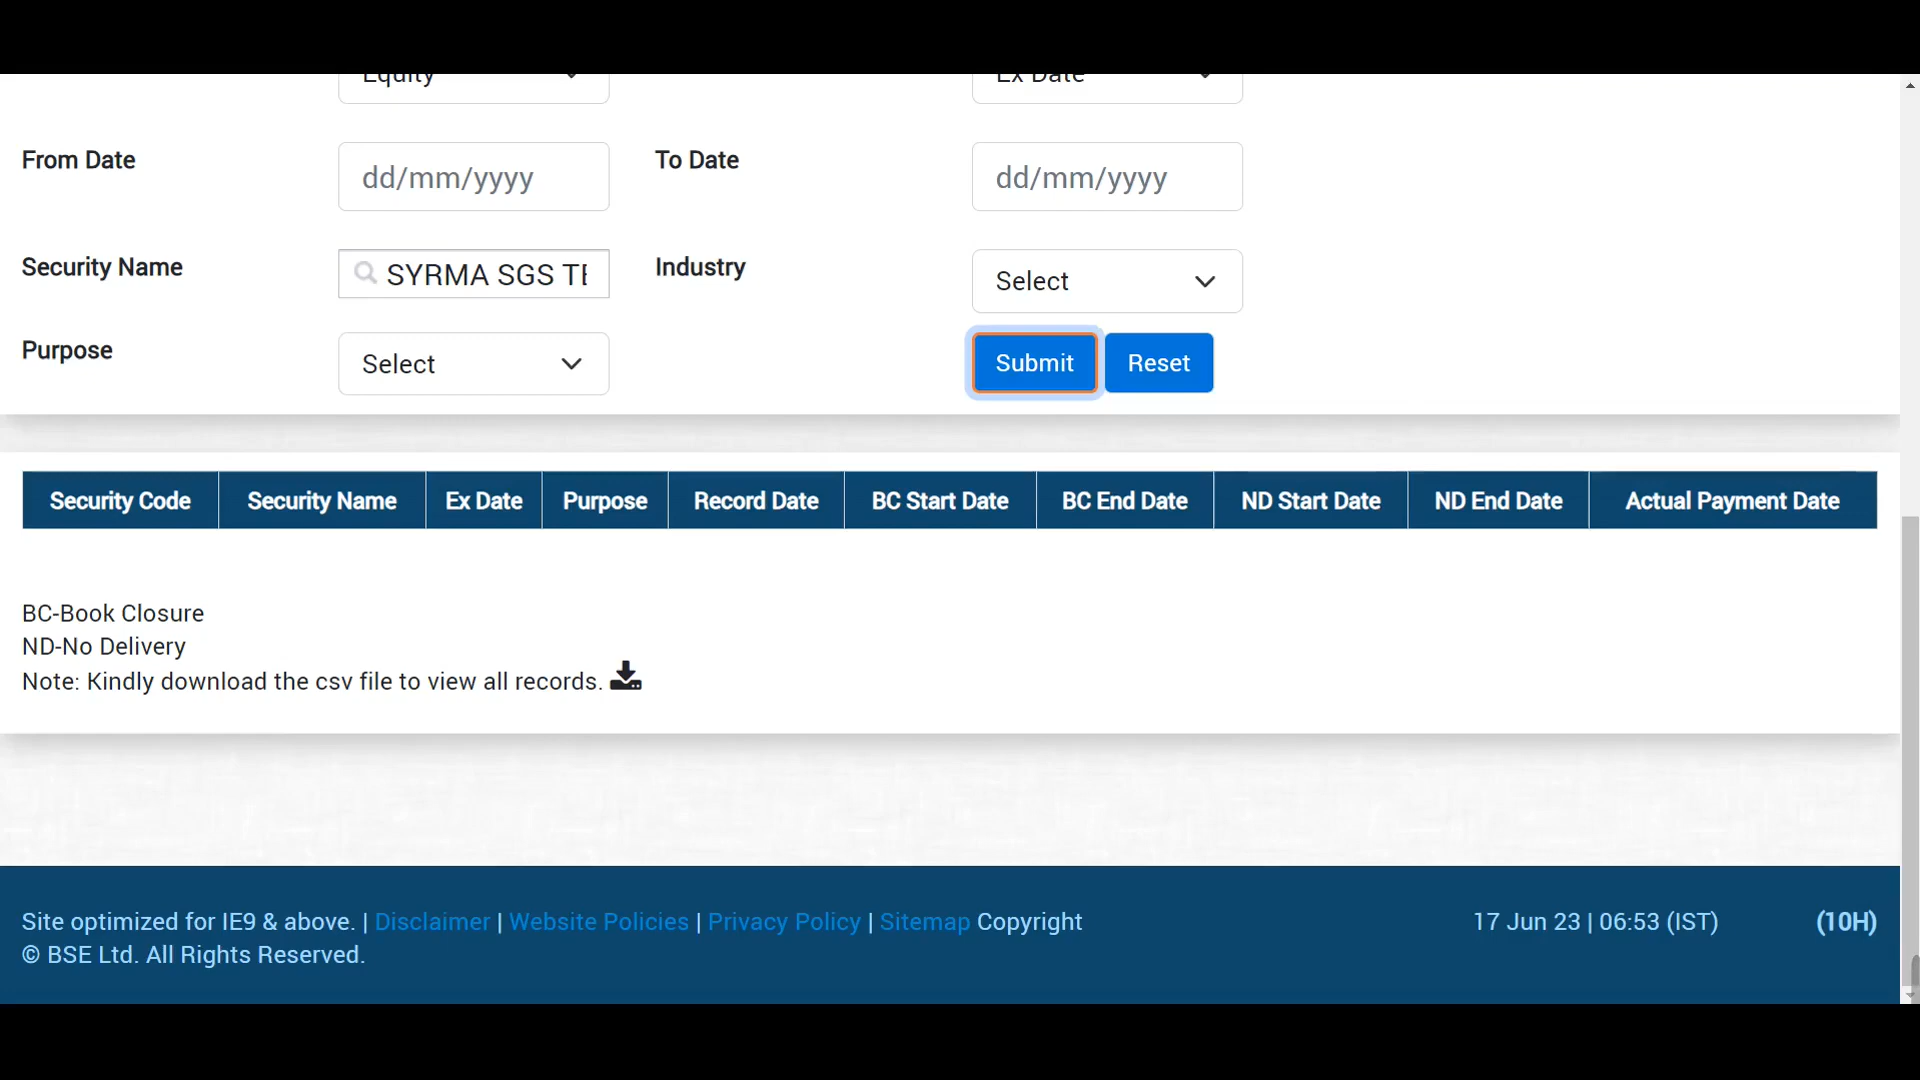 Equity Ex Date
From Date dd/mm/yyyy To Date dd/mm/yyyy
Security Name SYRMA SGS TE Industry Select
Purpose Select Submit Reset
Security Code Security Name Ex Date Purpose Record Date BC Start Date BC End Date ND Start Date ND End Date Actual Payment Date
BC-Book Closure
ND-No Delivery
Note: Kindly download the csv file to view all records.
Site optimized for IE9 & above. | Disclaimer | Website Policies | Privacy Policy | Sitemap Copyright 17 Jun 23 | 06:53 (IST) (10H)
© BSE Ltd. All Rights Reserved.